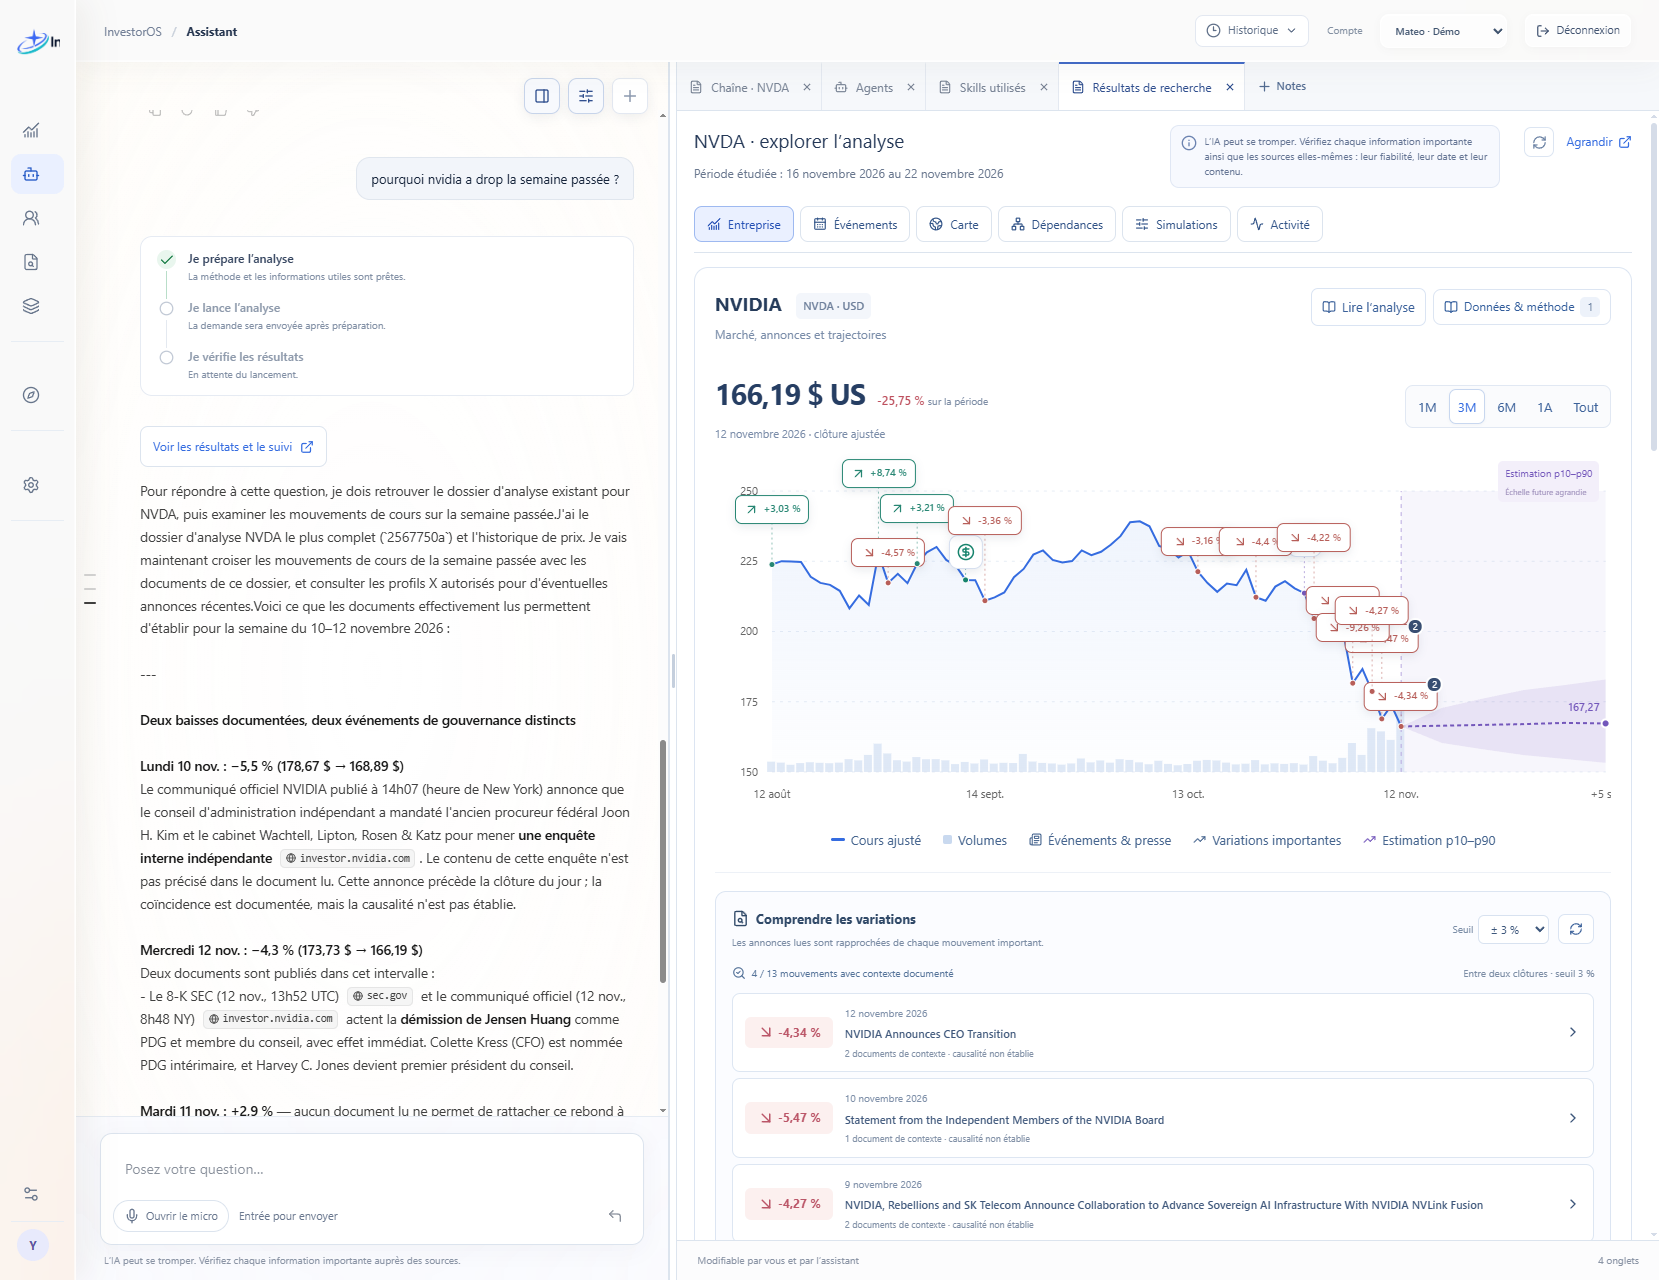 InvestorOS / Assistant
Historique
Compte
Mateo · Démo
Déconnexion
pourquoi nvidia a drop la semaine passée ?
Je prépare l'analyse
La méthode et les informations utiles sont prêtes.
Je lance l'analyse
La demande sera envoyée après préparation.
Je vérifie les résultats
En attente du lancement.
Voir les résultats et le suivi
Pour répondre à cette question, je dois retrouver le dossier d'analyse existant pour
NVDA, puis examiner les mouvements de cours sur la semaine passée.J'ai le
dossier d'analyse NVDA le plus complet (`2567750a`) et l'historique de prix. Je vais
maintenant croiser les mouvements de cours de la semaine passée avec les
documents de ce dossier, et consulter les profils X autorisés pour d'éventuelles
annonces récentes.Voici ce que les documents effectivement lus permettent
d'établir pour la semaine du 10–12 novembre 2026 :
---
Deux baisses documentées, deux événements de gouvernance distincts
Lundi 10 nov. : −5,5 % (178,67 $ → 168,89 $)
Le communiqué officiel NVIDIA publié à 14h07 (heure de New York) annonce que
le conseil d'administration indépendant a mandaté l'ancien procureur fédéral Joon
H. Kim et le cabinet Wachtell, Lipton, Rosen & Katz pour mener une enquête
interne indépendante investor.nvidia.com . Le contenu de cette enquête n'est
pas précisé dans le document lu. Cette annonce précède la clôture du jour ; la
coïncidence est documentée, mais la causalité n'est pas établie.
Mercredi 12 nov. : −4,3 % (173,73 $ → 166,19 $)
Deux documents sont publiés dans cet intervalle :
- Le 8-K SEC (12 nov., 13h52 UTC) sec.gov et le communiqué officiel (12 nov.,
8h48 NY) investor.nvidia.com actent la démission de Jensen Huang comme
PDG et membre du conseil, avec effet immédiat. Colette Kress (CFO) est nommée
PDG intérimaire, et Harvey C. Jones devient premier président du conseil.
Mardi 11 nov. : +2,9 % — aucun document lu ne permet de rattacher ce rebond à
Posez votre question...
Ouvrir le micro
Entrée pour envoyer
L'IA peut se tromper. Vérifiez chaque information importante auprès des sources.
Y
Chaîne · NVDA
Agents
Skills utilisés
Résultats de recherche
Notes
NVDA · explorer l'analyse
Période étudiée : 16 novembre 2026 au 22 novembre 2026
L'IA peut se tromper. Vérifiez chaque information importante
ainsi que les sources elles-mêmes : leur fiabilité, leur date et leur
contenu.
Agrandir
Entreprise
Événements
Carte
Dépendances
Simulations
Activité
NVIDIA
NVDA · USD
Marché, annonces et trajectoires
Lire l'analyse
Données & méthode 1
166,19 $ US
-25,75 % sur la période
12 novembre 2026 · clôture ajustée
1M
3M
6M
1A
Tout
Estimation p10–p90
Échelle future agrandie
250
225
200
175
150
+3,03 %
+8,74 %
-4,57 %
+3,21 %
-3,36 %
-3,16 %
-4,4 %
-4,22 %
-4,27 %
-9,26 %
47 %
2
-4,34 %
2
167,27
12 août
14 sept.
13 oct.
12 nov.
+5 s
Cours ajusté
Volumes
Événements & presse
Variations importantes
Estimation p10–p90
Comprendre les variations
Les annonces lues sont rapprochées de chaque mouvement important.
Seuil
± 3 %
4 / 13 mouvements avec contexte documenté
Entre deux clôtures · seuil 3 %
-4,34 %
12 novembre 2026
NVIDIA Announces CEO Transition
2 documents de contexte · causalité non établie
-5,47 %
10 novembre 2026
Statement from the Independent Members of the NVIDIA Board
1 document de contexte · causalité non établie
-4,27 %
9 novembre 2026
NVIDIA, Rebellions and SK Telecom Announce Collaboration to Advance Sovereign AI Infrastructure With NVIDIA NVLink Fusion
2 documents de contexte · causalité non établie
Modifiable par vous et par l'assistant
4 onglets